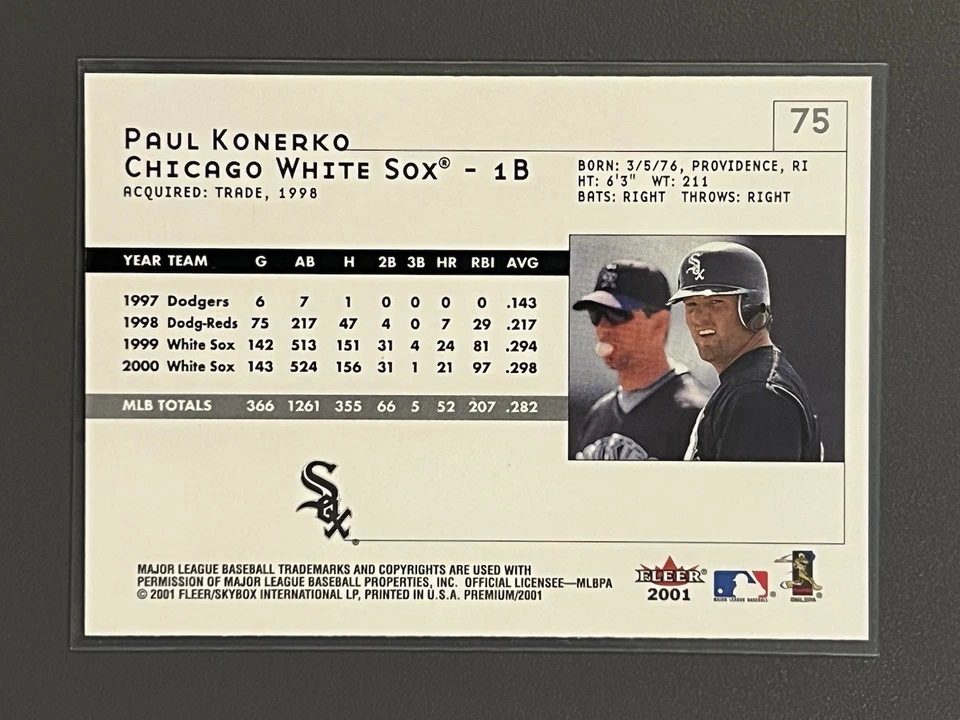 75
PAUL KONERKO
CHICAGO WHITE SOX® - 1B
ACQUIRED: TRADE, 1998
BORN: 3/5/76, PROVIDENCE, RI
HT: 6'3" WT: 211
BATS: RIGHT THROWS: RIGHT
YEAR TEAM G AB H 2B 3B HR RBI AVG
1997 Dodgers 6 7 1 0 0 0 0 .143
1998 Dodg-Reds 75 217 47 4 0 7 29 .217
1999 White Sox 142 513 151 31 4 24 81 .294
2000 White Sox 143 524 156 31 1 21 97 .298
MLB TOTALS 366 1261 355 66 5 52 207 .282
Sox
Sox®
MAJOR LEAGUE BASEBALL TRADEMARKS AND COPYRIGHTS ARE USED WITH
PERMISSION OF MAJOR LEAGUE BASEBALL PROPERTIES, INC. OFFICIAL LICENSEE—MLBPA
© 2001 FLEER/SKYBOX INTERNATIONAL LP, PRINTED IN U.S.A. PREMIUM/2001
FLEER®
2001
MAJOR LEAGUE BASEBALL®
©MLBPA